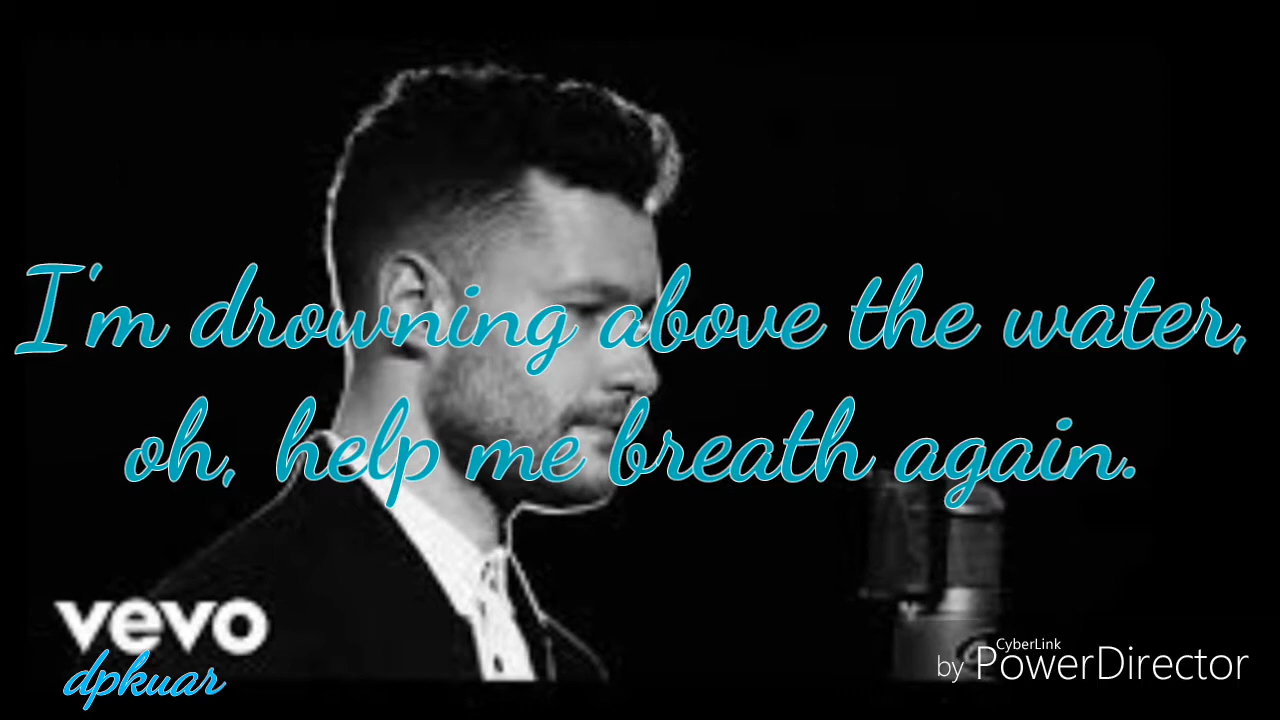 I'm drowning above the water,
oh, help me breath again.
vevo
dpkuar
CyberLink
by PowerDirector